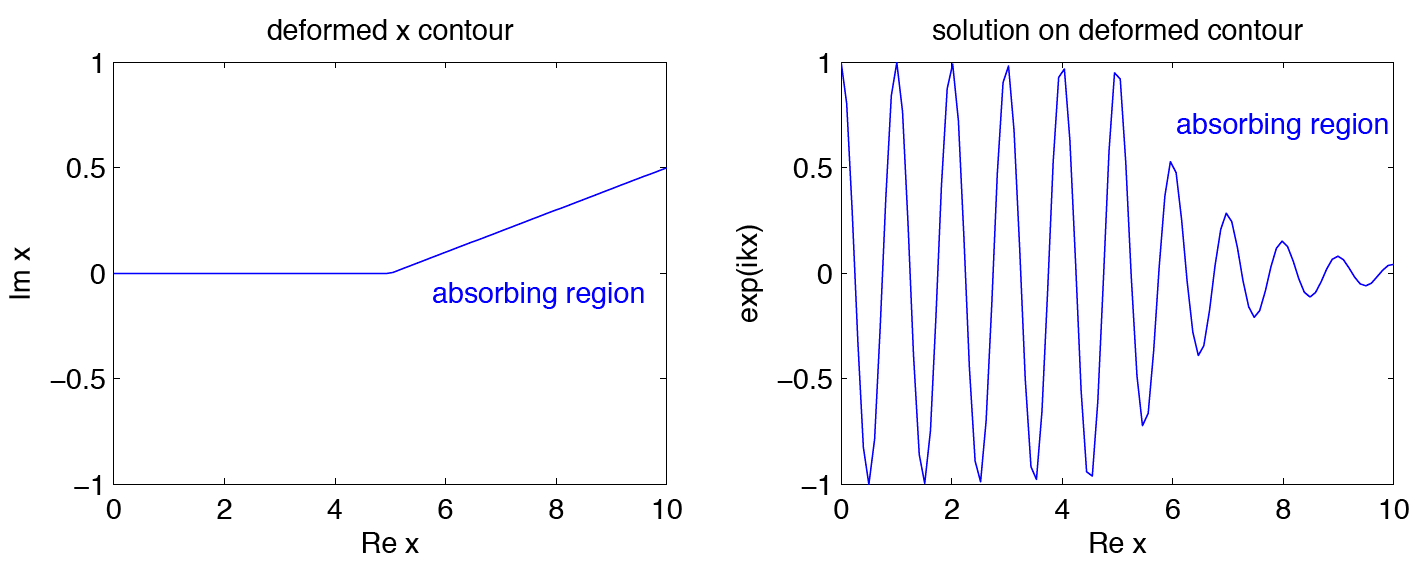 deformed x contour
1
0.5
0
−0.5
−1
0
2
4
6
8
10
Im x
Re x
absorbing region
solution on deformed contour
1
0.5
0
−0.5
−1
0
2
4
6
8
10
exp(ikx)
Re x
absorbing region